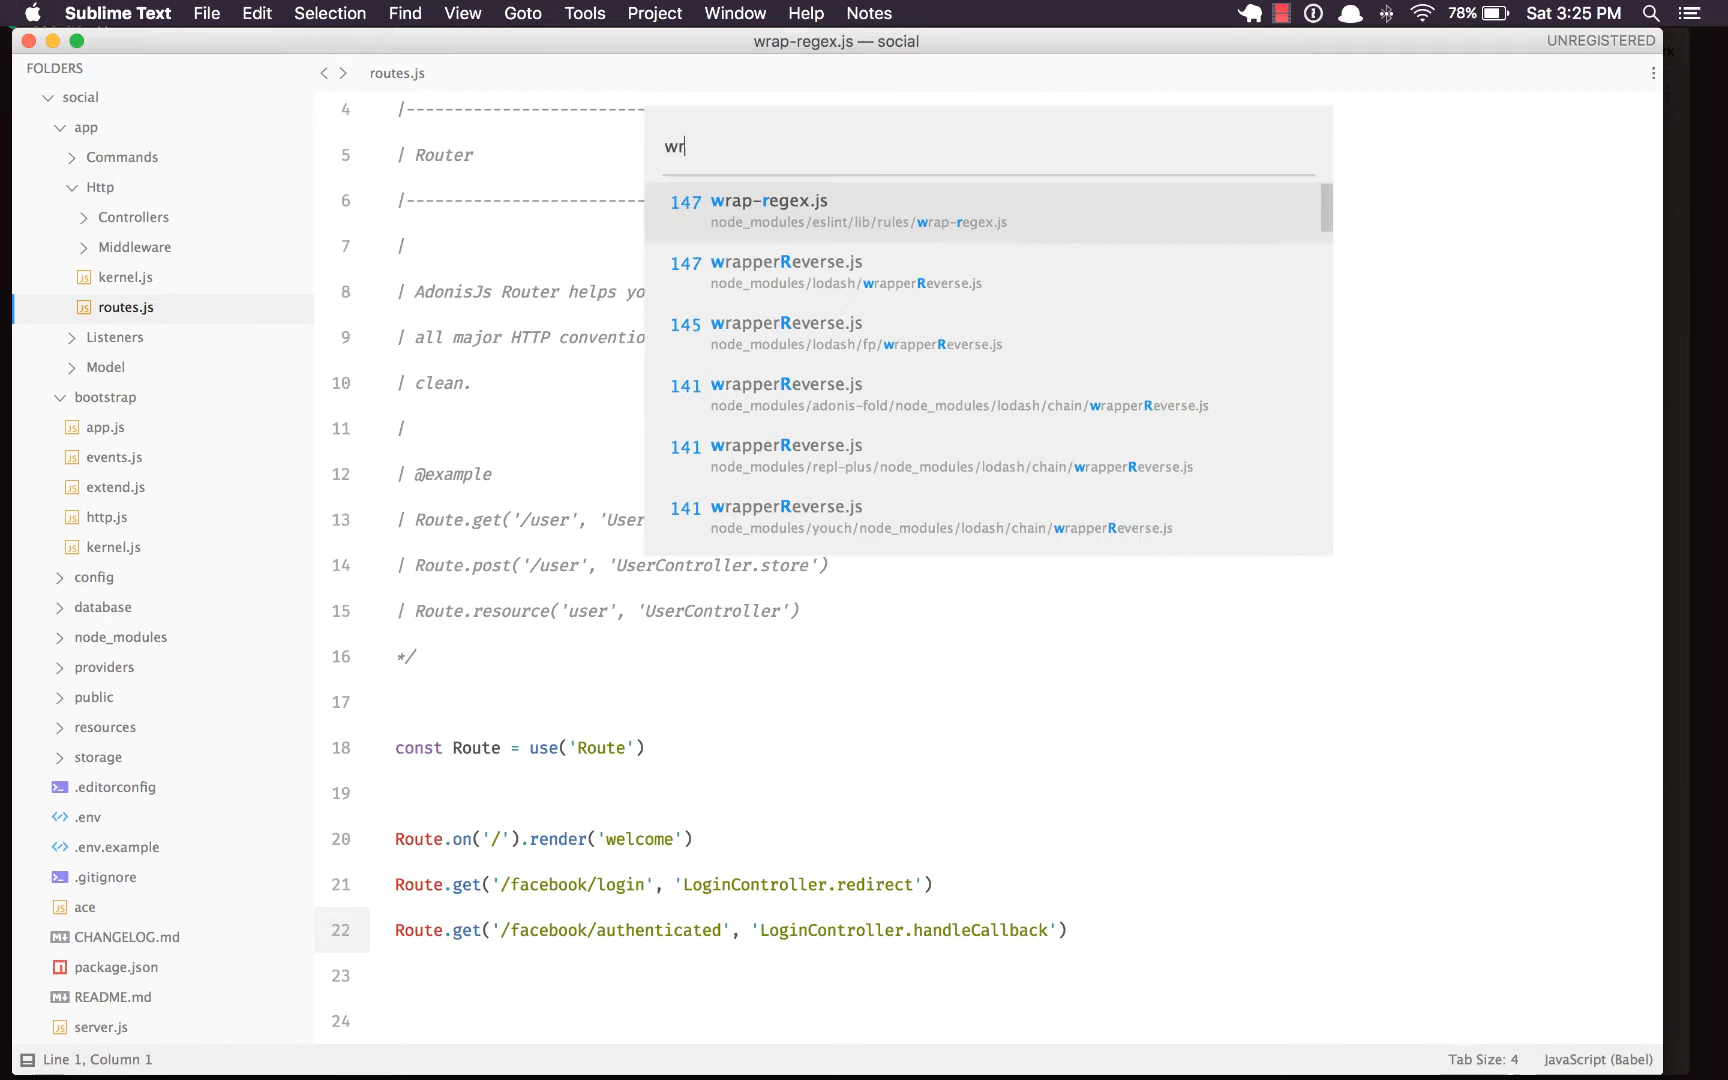 Sublime Text File Edit Selection Find View Goto Tools Project Window Help Notes 78% Sat 3:25 PM
wrap-regex.js — social UNREGISTERED
FOLDERS
social
app
Commands
Http
Controllers
Middleware
kernel.js
routes.js
Listeners
Model
bootstrap
app.js
events.js
extend.js
http.js
kernel.js
config
database
node_modules
providers
public
resources
storage
.editorconfig
.env
.env.example
.gitignore
ace
CHANGELOG.md
package.json
README.md
server.js
routes.js
4 |-------------------------
5 | Router
6 |-------------------------
7 |
8 | AdonisJs Router helps yo
9 | all major HTTP conventio
10 | clean.
11 |
12 | @example
13 | Route.get('/user', 'User
14 | Route.post('/user', 'UserController.store')
15 | Route.resource('user', 'UserController')
16 */
17
18 const Route = use('Route')
19
20 Route.on('/').render('welcome')
21 Route.get('/facebook/login', 'LoginController.redirect')
22 Route.get('/facebook/authenticated', 'LoginController.handleCallback')
23
24
wr
147 wrap-regex.js
node_modules/eslint/lib/rules/wrap-regex.js
147 wrapperReverse.js
node_modules/lodash/wrapperReverse.js
145 wrapperReverse.js
node_modules/lodash/fp/wrapperReverse.js
141 wrapperReverse.js
node_modules/adonis-fold/node_modules/lodash/chain/wrapperReverse.js
141 wrapperReverse.js
node_modules/repl-plus/node_modules/lodash/chain/wrapperReverse.js
141 wrapperReverse.js
node_modules/youch/node_modules/lodash/chain/wrapperReverse.js
Line 1, Column 1 Tab Size: 4 JavaScript (Babel)